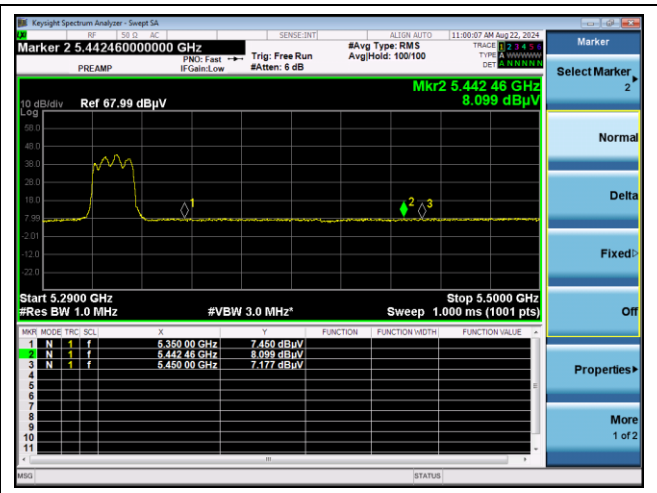 Keysight Spectrum Analyzer - Swept SA
RF 50 Ω AC SENSE:INT ALIGN AUTO 11:00:07 AM Aug 22, 2024
Marker 2 5.442460000000 GHz #Avg Type: RMS TRACE 1 2 3 4 5 6
PNO: Fast Trig: Free Run Avg|Hold: 100/100 TYPE A WWWWW
PREAMP IFGain:Low #Atten: 6 dB DET A N N N N N
Mkr2 5.442 46 GHz
10 dB/div Ref 67.99 dBµV 8.099 dBµV
Log
58.0
48.0
38.0
28.0
18.0
7.99
-2.01
-12.0
-22.0
1
2
3
Start 5.2900 GHz Stop 5.5000 GHz
#Res BW 1.0 MHz #VBW 3.0 MHz* Sweep 1.000 ms (1001 pts)
MKR MODE TRC SCL X Y FUNCTION FUNCTION WIDTH FUNCTION VALUE
1 N 1 f 5.350 00 GHz 7.450 dBuV
2 N 1 f 5.442 46 GHz 8.099 dBuV
3 N 1 f 5.450 00 GHz 7.177 dBuV
4
5
6
7
8
9
10
11
MSG STATUS
Marker
Select Marker
2
Normal
Delta
Fixed
Off
Properties
More
1 of 2